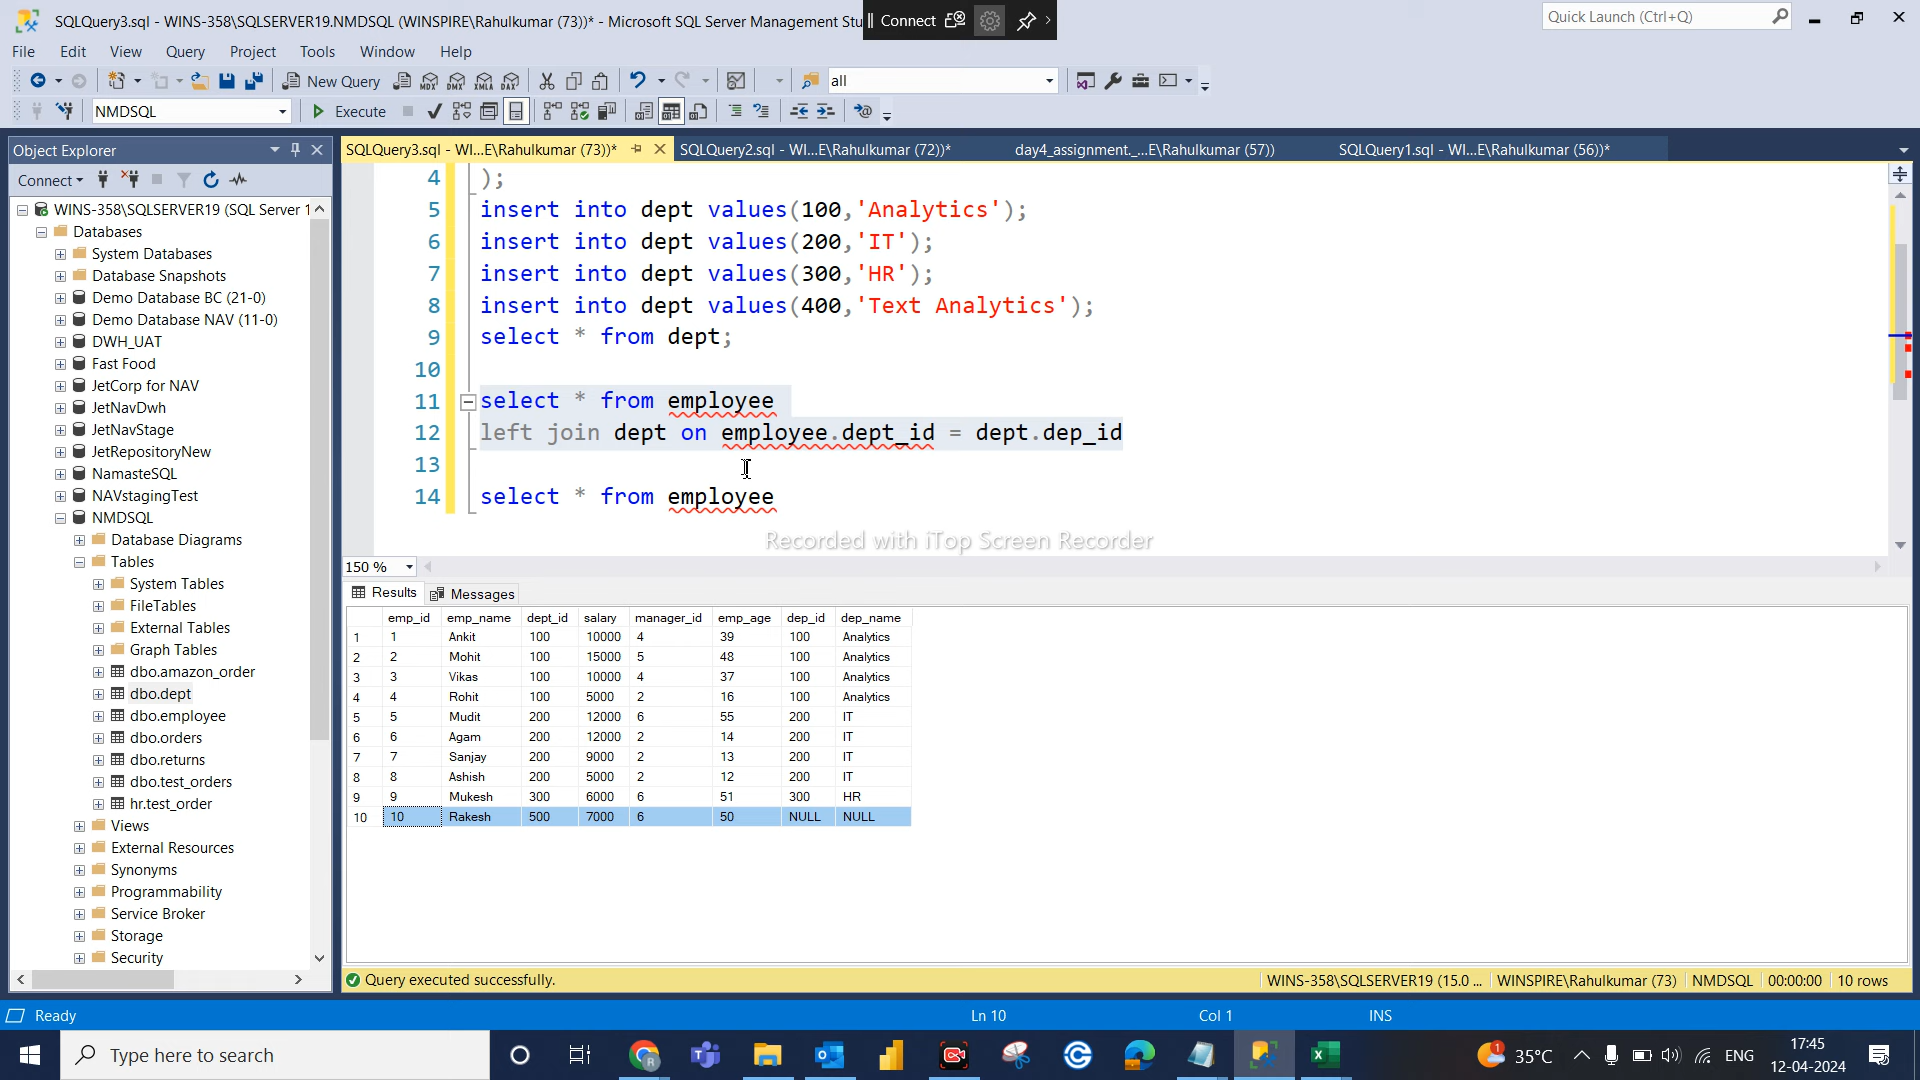 SQLQuery3.sql - WINS-358\SQLSERVER19.NMDSQL (WINSPIRE\Rahulkumar (73))* - Microsoft SQL Server Management Stu
Connect
Quick Launch (Ctrl+Q)
File Edit View Query Project Tools Window Help
New Query
MDX DMX XMLA DAX
all
NMDSQL
Execute
Object Explorer
SQLQuery3.sql - WI...E\Rahulkumar (73))*
SQLQuery2.sql - WI...E\Rahulkumar (72))*
day4_assignment._...E\Rahulkumar (57))
SQLQuery1.sql - WI...E\Rahulkumar (56))*
Connect
WINS-358\SQLSERVER19 (SQL Server 1
Databases
System Databases
Database Snapshots
Demo Database BC (21-0)
Demo Database NAV (11-0)
DWH_UAT
Fast Food
JetCorp for NAV
JetNavDwh
JetNavStage
JetRepositoryNew
NamasteSQL
NAVstagingTest
NMDSQL
Database Diagrams
Tables
System Tables
FileTables
External Tables
Graph Tables
dbo.amazon_order
dbo.dept
dbo.employee
dbo.orders
dbo.returns
dbo.test_orders
hr.test_order
Views
External Resources
Synonyms
Programmability
Service Broker
Storage
Security
4 );
5 insert into dept values(100,'Analytics');
6 insert into dept values(200,'IT');
7 insert into dept values(300,'HR');
8 insert into dept values(400,'Text Analytics');
9 select * from dept;
10
11 select * from employee
12 left join dept on employee.dept_id = dept.dep_id
13
14 select * from employee
Recorded with iTop Screen Recorder
150 %
Results Messages
emp_id emp_name dept_id salary manager_id emp_age dep_id dep_name
1 1 Ankit 100 10000 4 39 100 Analytics
2 2 Mohit 100 15000 5 48 100 Analytics
3 3 Vikas 100 10000 4 37 100 Analytics
4 4 Rohit 100 5000 2 16 100 Analytics
5 5 Mudit 200 12000 6 55 200 IT
6 6 Agam 200 12000 2 14 200 IT
7 7 Sanjay 200 9000 2 13 200 IT
8 8 Ashish 200 5000 2 12 200 IT
9 9 Mukesh 300 6000 6 51 300 HR
10 10 Rakesh 500 7000 6 50 NULL NULL
Query executed successfully.
WINS-358\SQLSERVER19 (15.0 ... WINSPIRE\Rahulkumar (73) NMDSQL 00:00:00 10 rows
Ready
Ln 10 Col 1 INS
Type here to search
1 35°C
ENG
17:45
12-04-2024